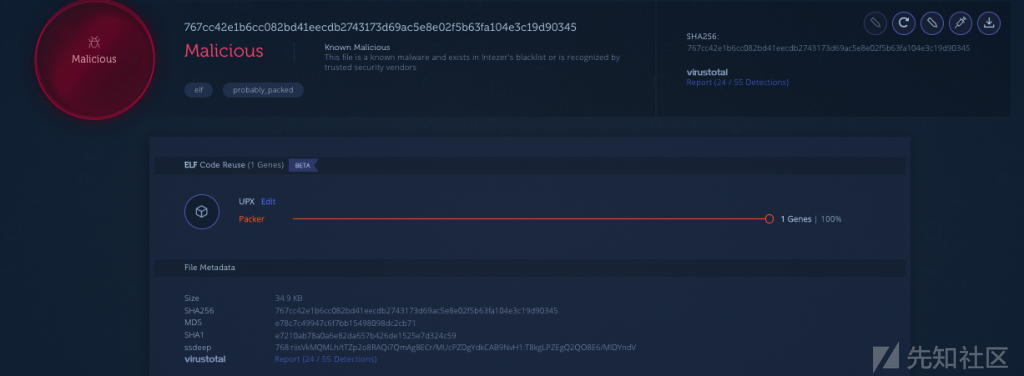 767cc42e1b6cc082bd41eecdb2743173d69ac5e8e02f5b63fa104e3c19d90345
Malicious
Malicious
Known Malicious
This file is a known malware and exists in Intezer's blacklist or is recognized by
trusted security vendors
elf
probably_packed
SHA256:
767cc42e1b6cc082bd41eecdb2743173d69ac5e8e02f5b63fa104e3c19d90345
virustotal
Report (24 / 55 Detections)
ELF Code Reuse (1 Genes) BETA
UPX Edit
Packer
1 Genes | 100%
File Metadata
Size 34.9 KB
SHA256 767cc42e1b6cc082bd41eecdb2743173d69ac5e8e02f5b63fa104e3c19d90345
MD5 e78c7c49947c6f7bb15498098dc2cb71
SHA1 e7210ab78a0a6e82da657b426de1525e7d324c59
ssdeep
virustotal Report (24 / 55 Detections)
先知社区